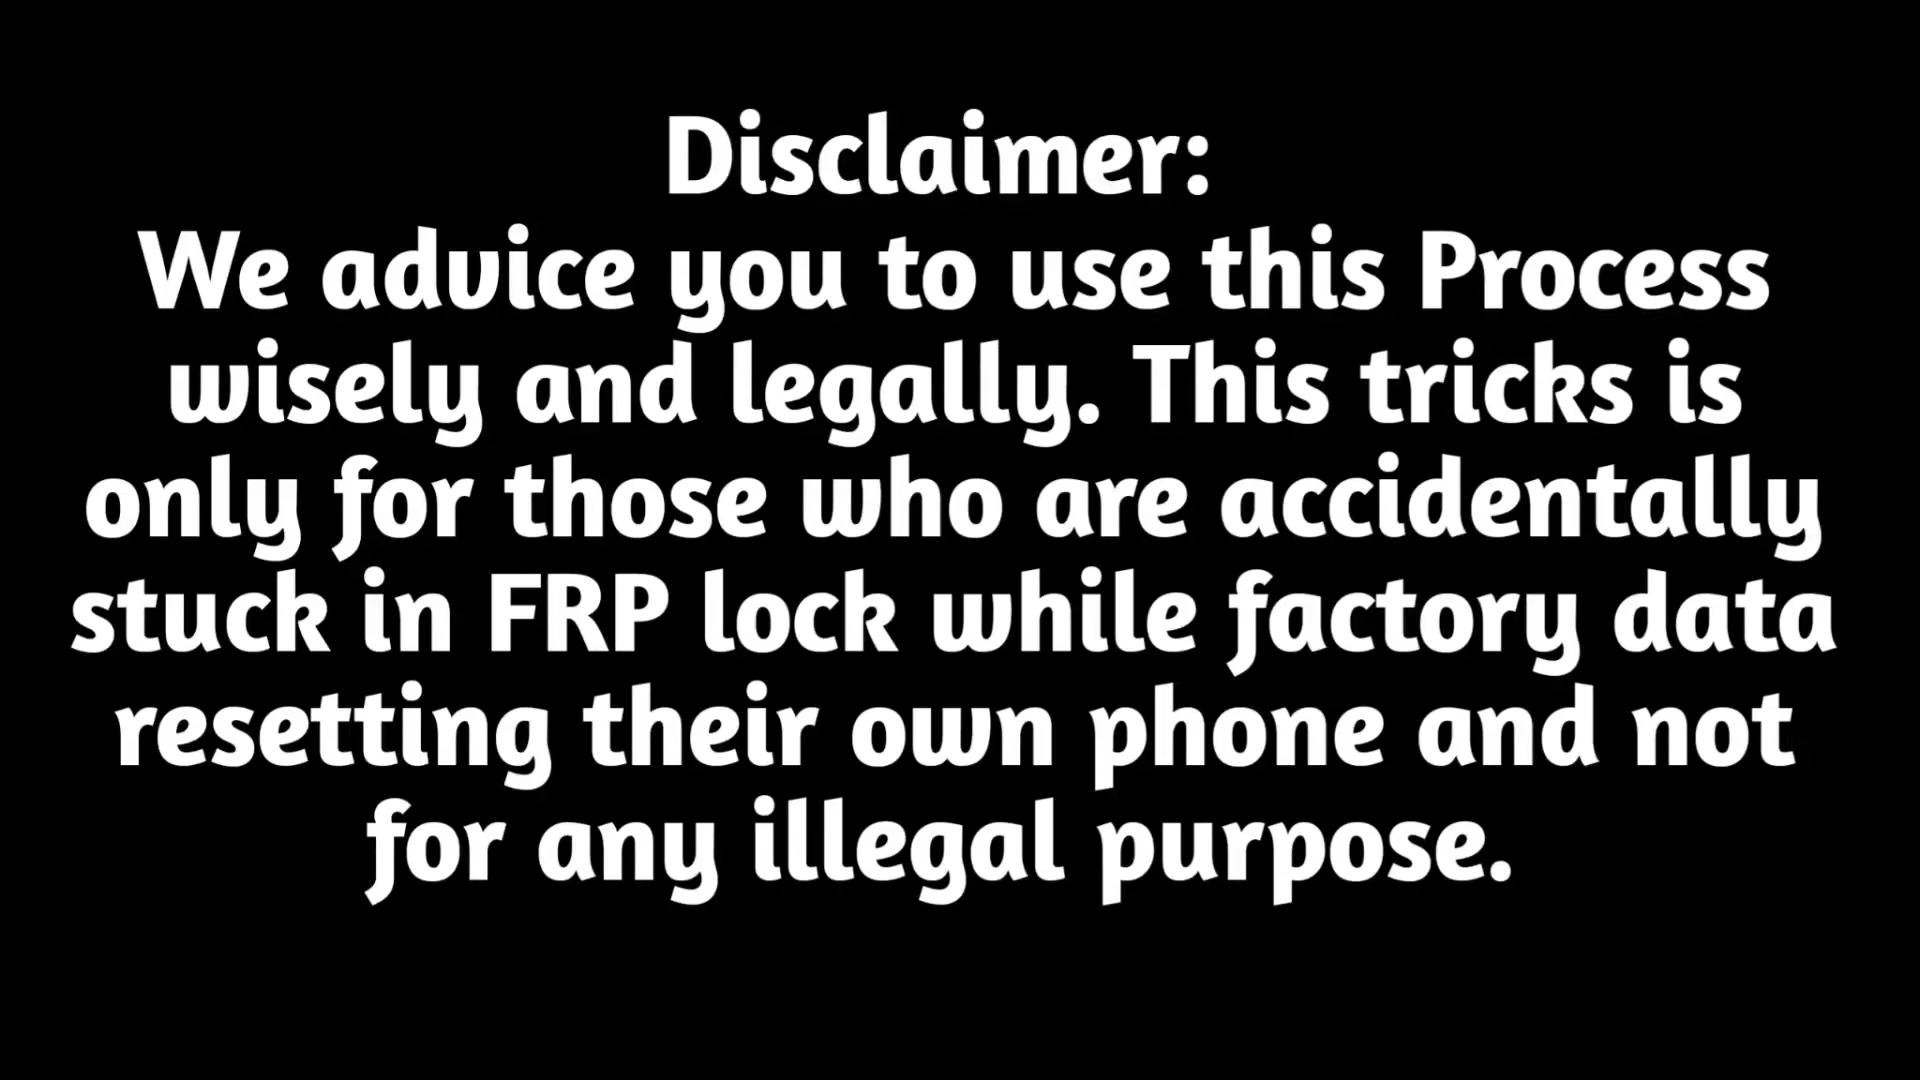 Disclaimer:
We advice you to use this Process
wisely and legally. This tricks is
only for those who are accidentally
stuck in FRP lock while factory data
resetting their own phone and not
for any illegal purpose.